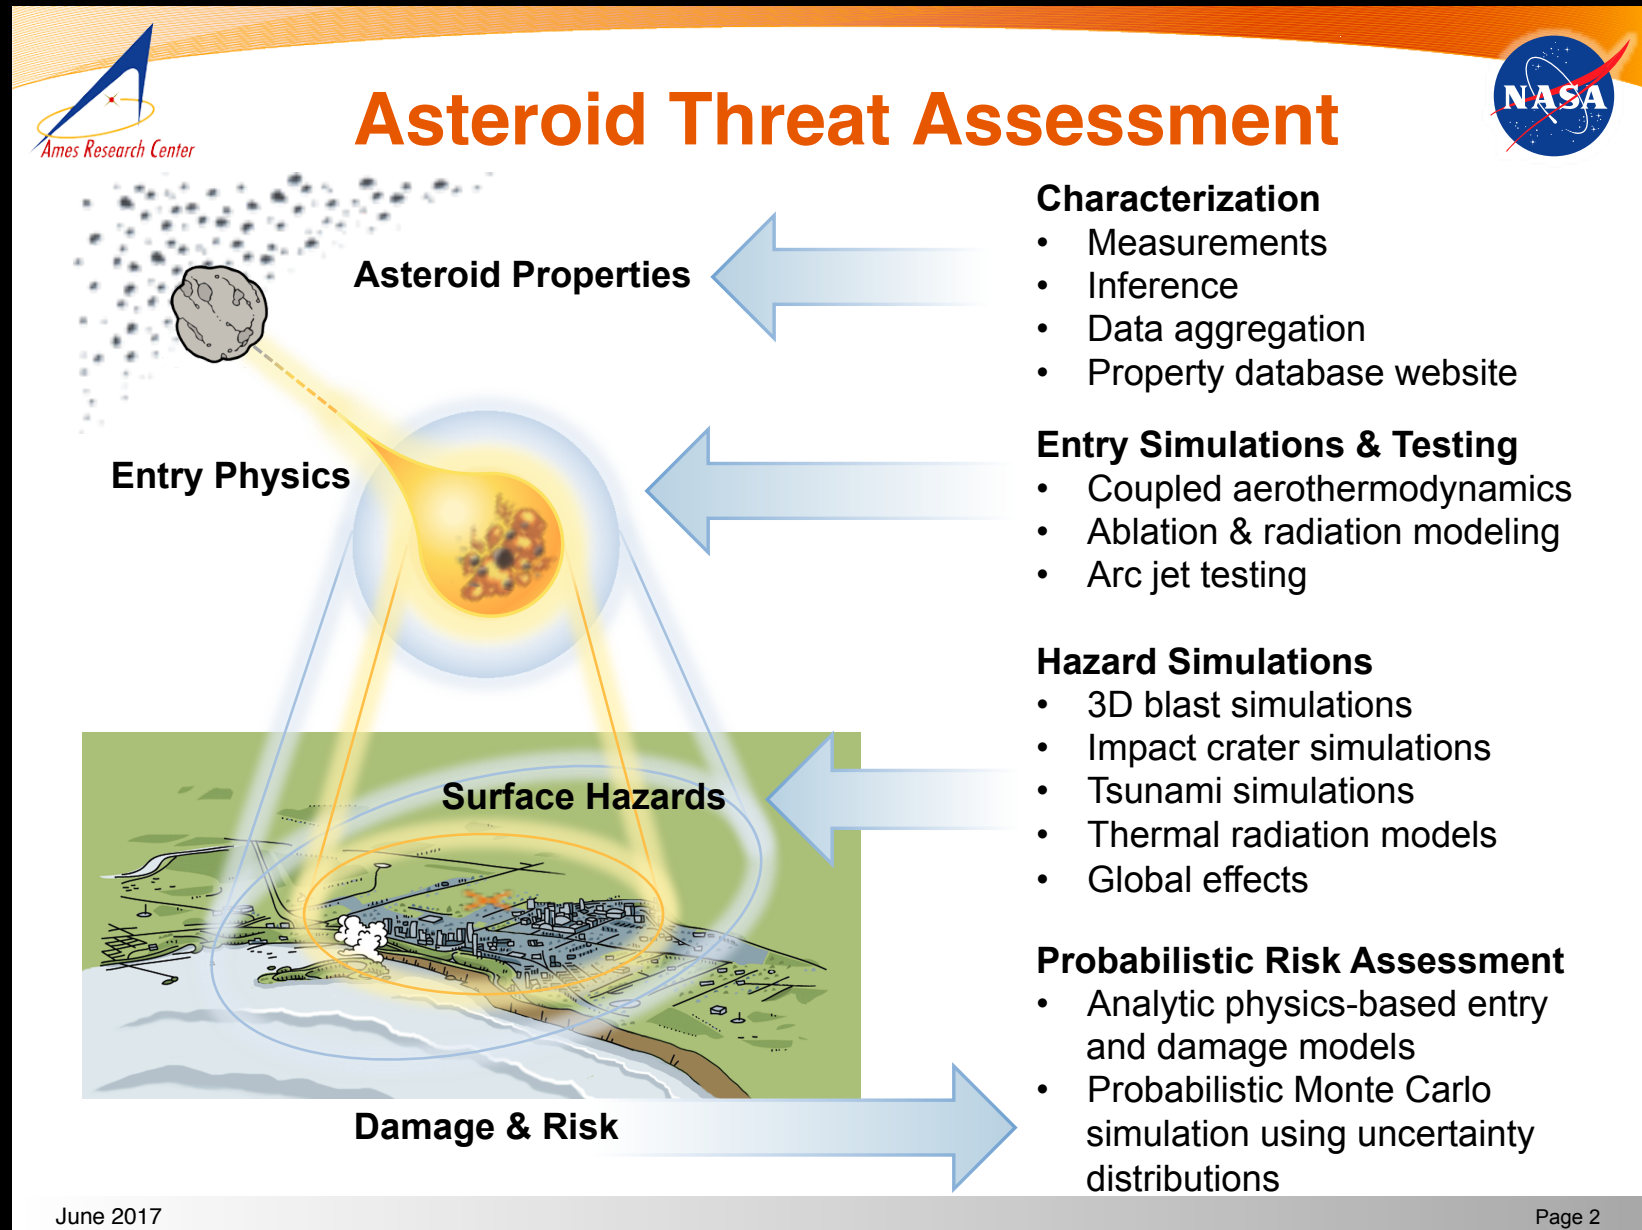 Ames Research Center
Asteroid Threat Assessment
NASA
Asteroid Properties
Entry Physics
Surface Hazards
Damage & Risk
Characterization
• Measurements
• Inference
• Data aggregation
• Property database website
Entry Simulations & Testing
• Coupled aerothermodynamics
• Ablation & radiation modeling
• Arc jet testing
Hazard Simulations
• 3D blast simulations
• Impact crater simulations
• Tsunami simulations
• Thermal radiation models
• Global effects
Probabilistic Risk Assessment
• Analytic physics-based entry
and damage models
• Probabilistic Monte Carlo
simulation using uncertainty
distributions
June 2017
Page 2